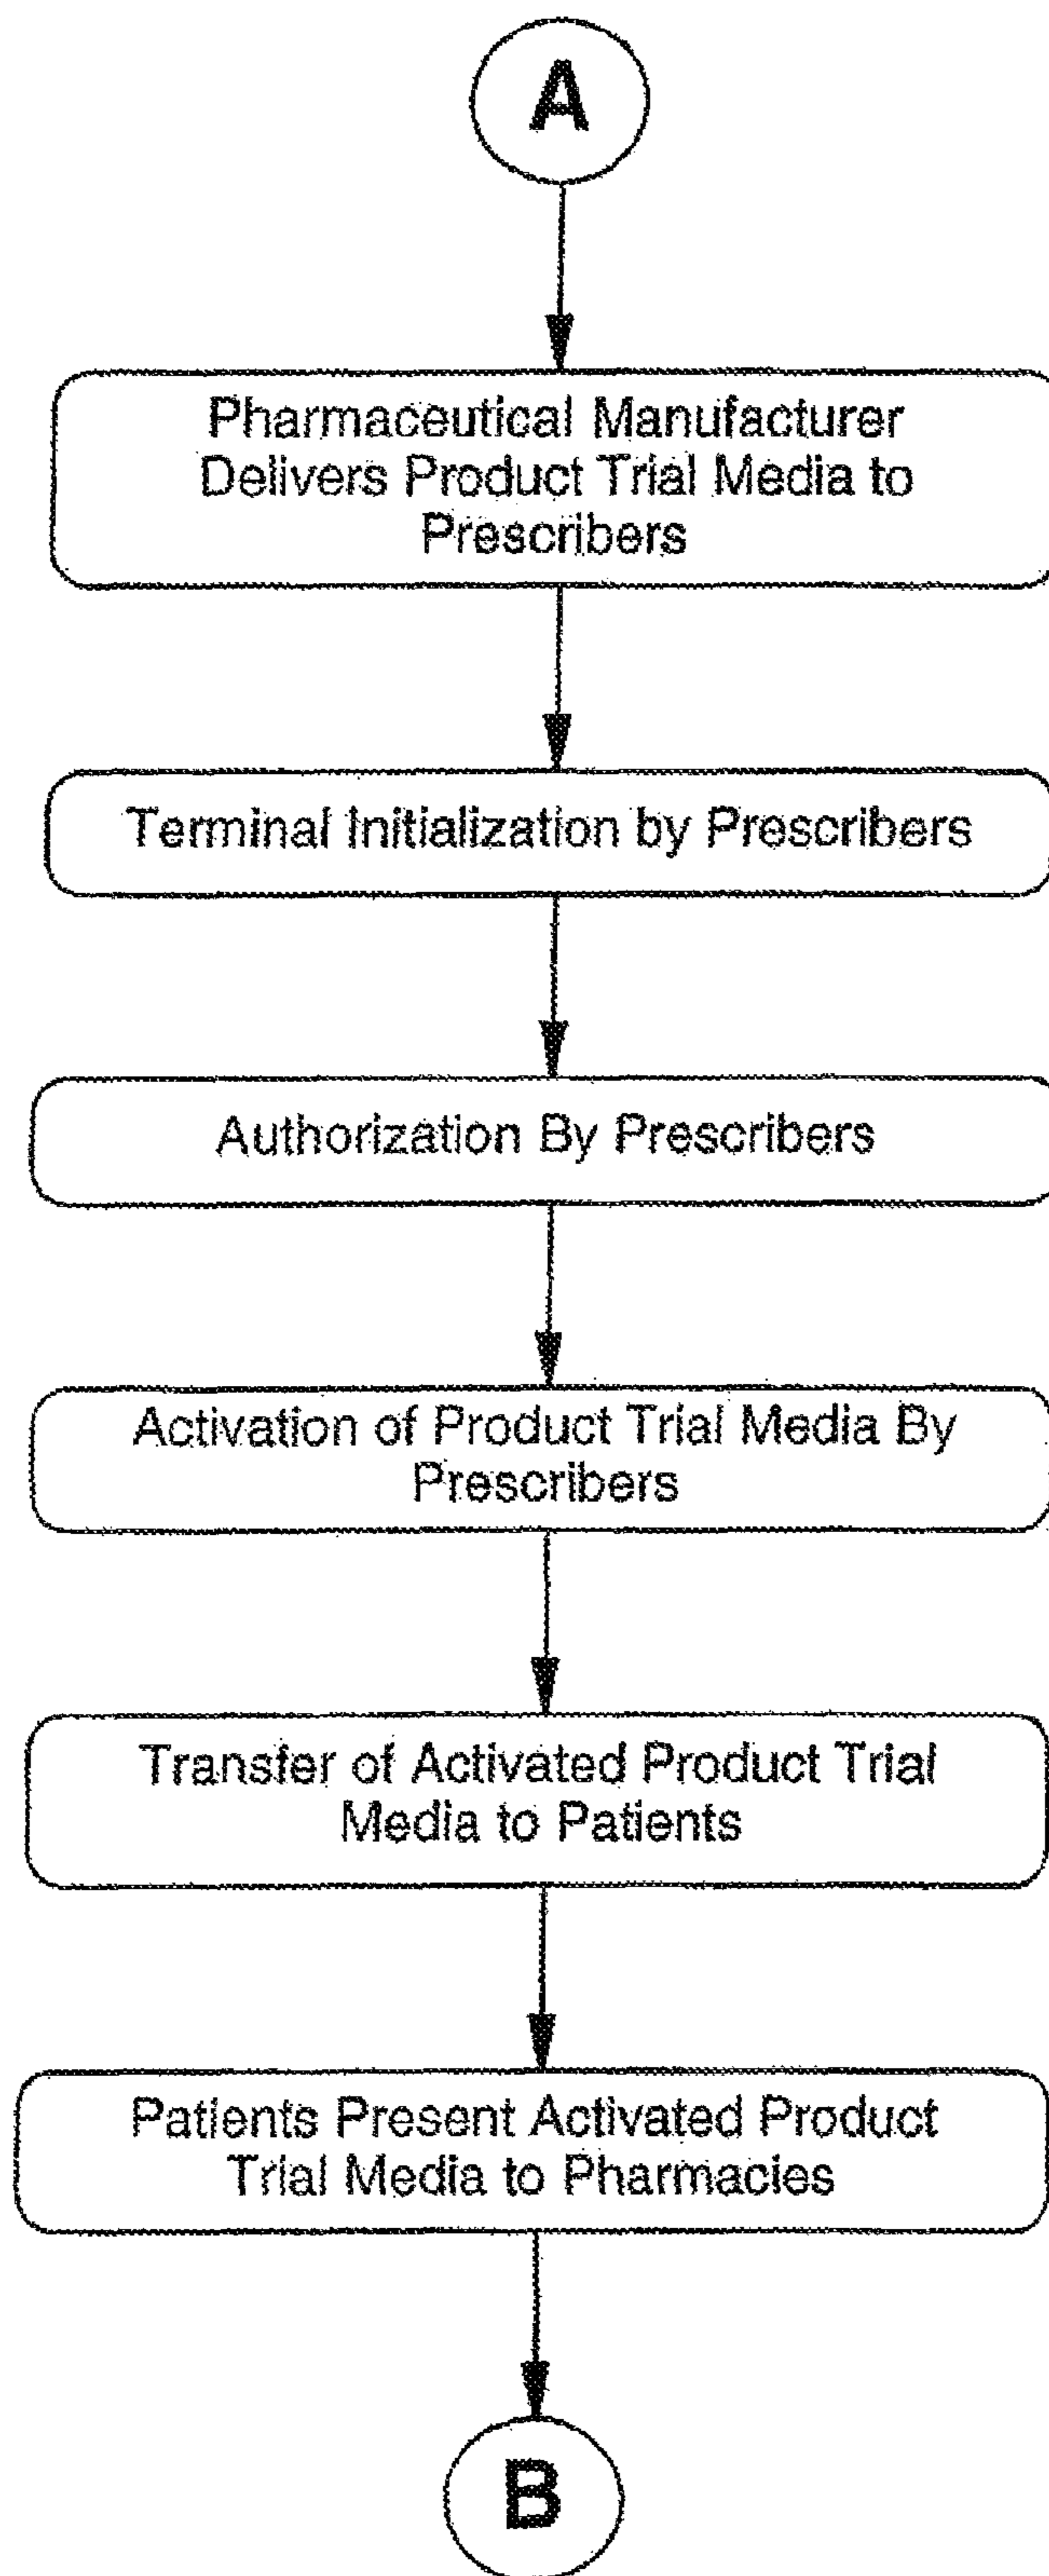 A
Pharmaceutical Manufacturer
Delivers Product Trial Media to
Prescribers
Terminal Initialization by Prescribers
Authorization By Prescribers
Activation of Product Trial Media By
Prescribers
Transfer of Activated Product Trial
Media to Patients
Patients Present Activated Product
Trial Media to Pharmacies
B